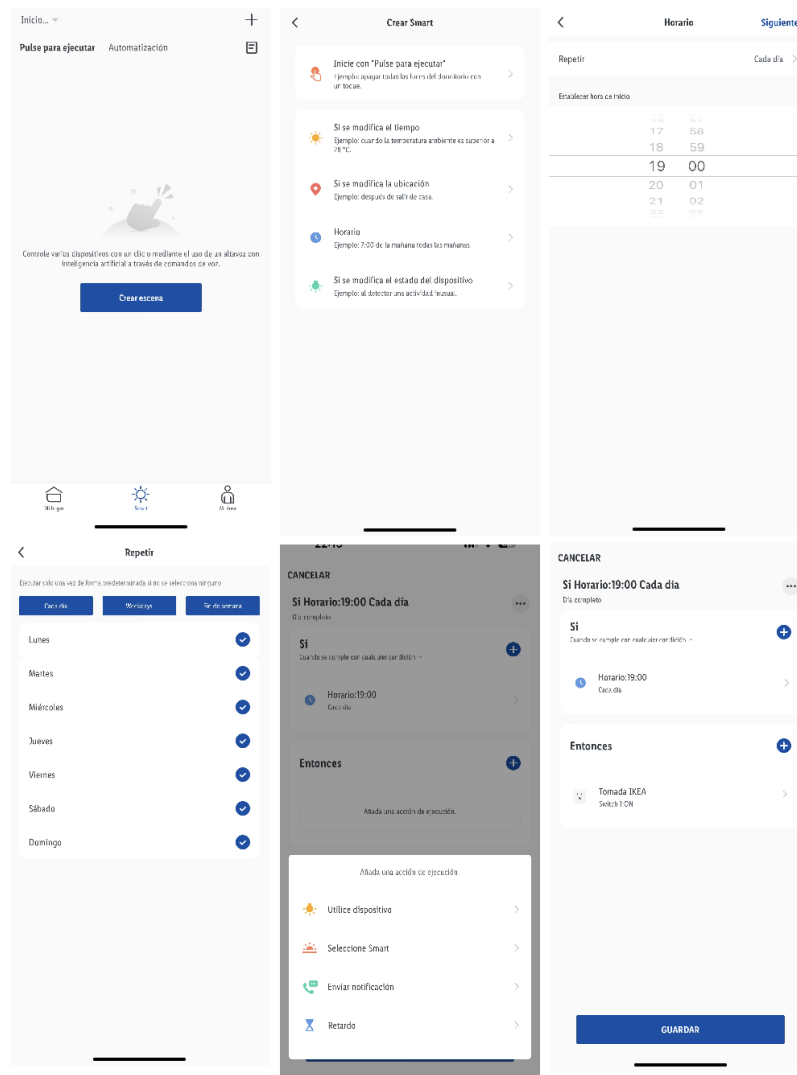 Inicio...
Pulse para ejecutar Automatización
Controle varios dispositivos con un clic o mediante el uso de un altavoz con
inteligencia artificial a través de comandos de voz.
Crear escena
Mi hogar Smart
Crear Smart
Inicie con "Pulse para ejecutar"
Ejemplo: apagar todas las luces del dormitorio con
un toque.
Si se modifica el tiempo
Ejemplo: cuando la temperatura ambiente es superior a
28 °C.
Si se modifica la ubicación
Ejemplo: después de salir de casa.
Horario
Ejemplo: 7:00 de la mañana todas las mañanas.
Si se modifica el estado del dispositivo
Ejemplo: al detectar una actividad inusual.
Horario Siguiente
Repetir Cada día
Establecer hora de inicio
17 58
18 59
19 00
20 01
21 02
Repetir
Ejecutar solo una vez de forma predeterminada si no se selecciona ninguno
Cada día Weekdays Fin de semana
Lunes
Martes
Miércoles
Jueves
Viernes
Sábado
Domingo
CANCELAR
Si Horario:19:00 Cada día
Día completo
Si
Cuando se cumple con cualquier condición
Horario:19:00
Cada día
Entonces
Añada una acción de ejecución.
Añada una acción de ejecución
Utilice dispositivo
Seleccione Smart
Enviar notificación
Retardo
CANCELAR
Si Horario:19:00 Cada día
Día completo
Si
Cuando se cumple con cualquier condición
Horario:19:00
Cada día
Entonces
Tomada IKEA
Switch 1:ON
GUARDAR